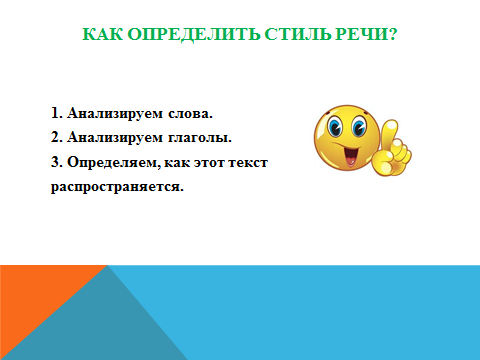 КАК ОПРЕДЕЛИТЬ СТИЛЬ РЕЧИ?
1. Анализируем слова.
2. Анализируем глаголы.
3. Определяем, как этот текст
распространяется.